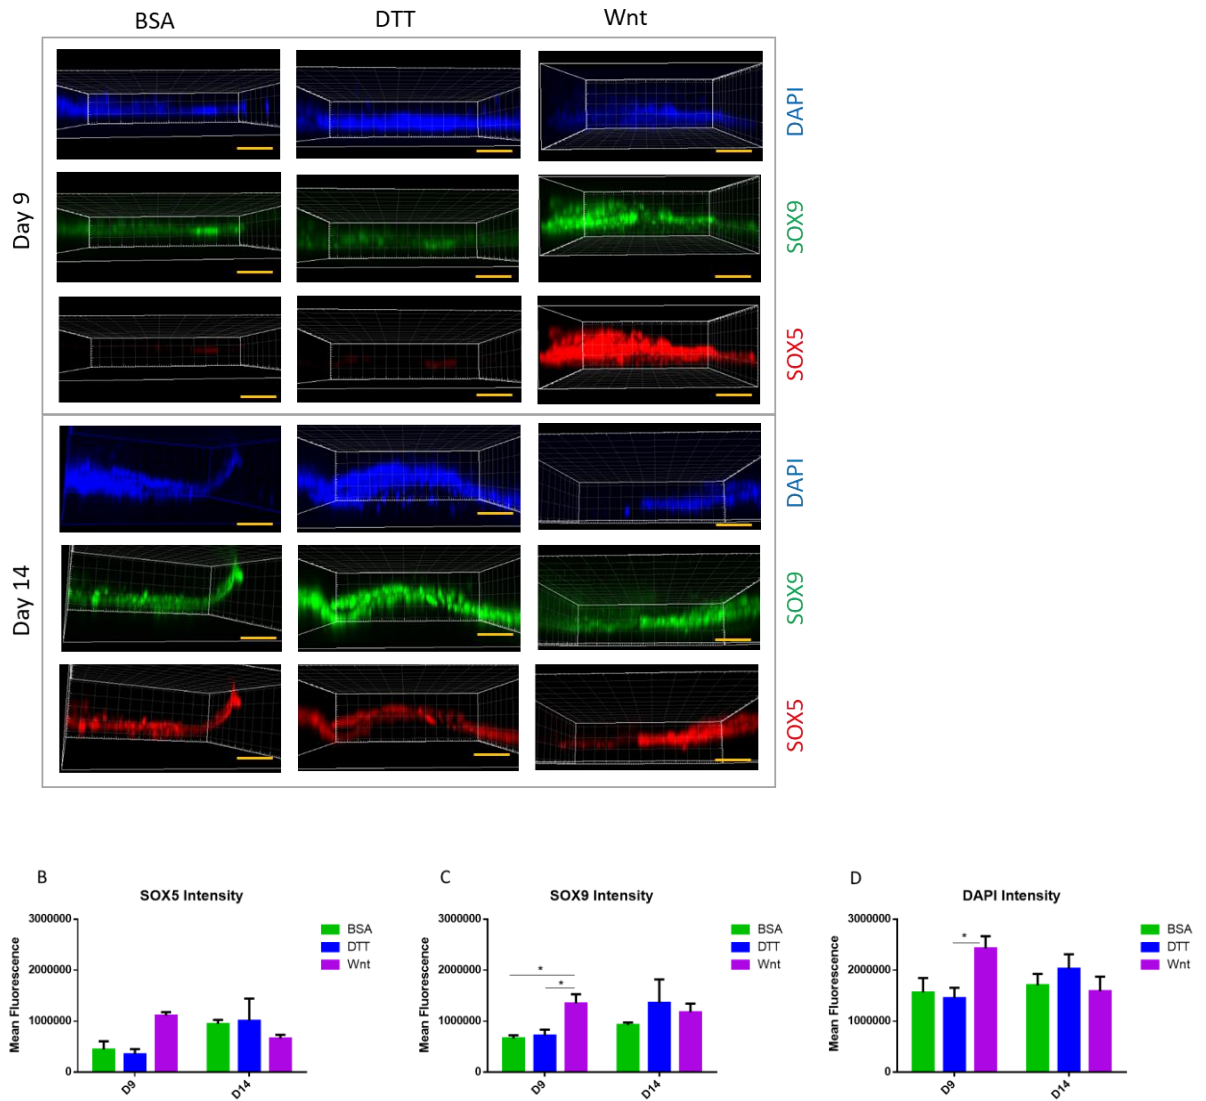 BSA DTT Wnt
Day 9
DAPI
SOX9
SOX5
Day 14
DAPI
SOX9
SOX5
B
SOX5 Intensity
Mean Fluorescence
3000000
2000000
1000000
0
D9 D14
BSA
DTT
Wnt
C
SOX9 Intensity
Mean Fluorescence
3000000
2000000
1000000
0
*
*
D9 D14
BSA
DTT
Wnt
D
DAPI Intensity
Mean Fluorescence
3000000
2000000
1000000
0
*
D9 D14
BSA
DTT
Wnt